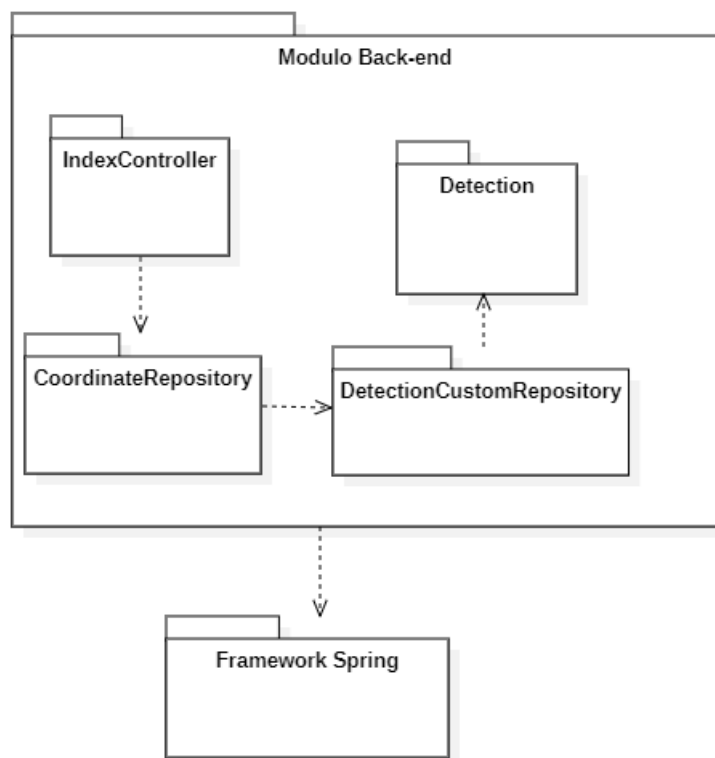 Modulo Back-end
IndexController
Detection
CoordinateRepository
DetectionCustomRepository
Framework Spring